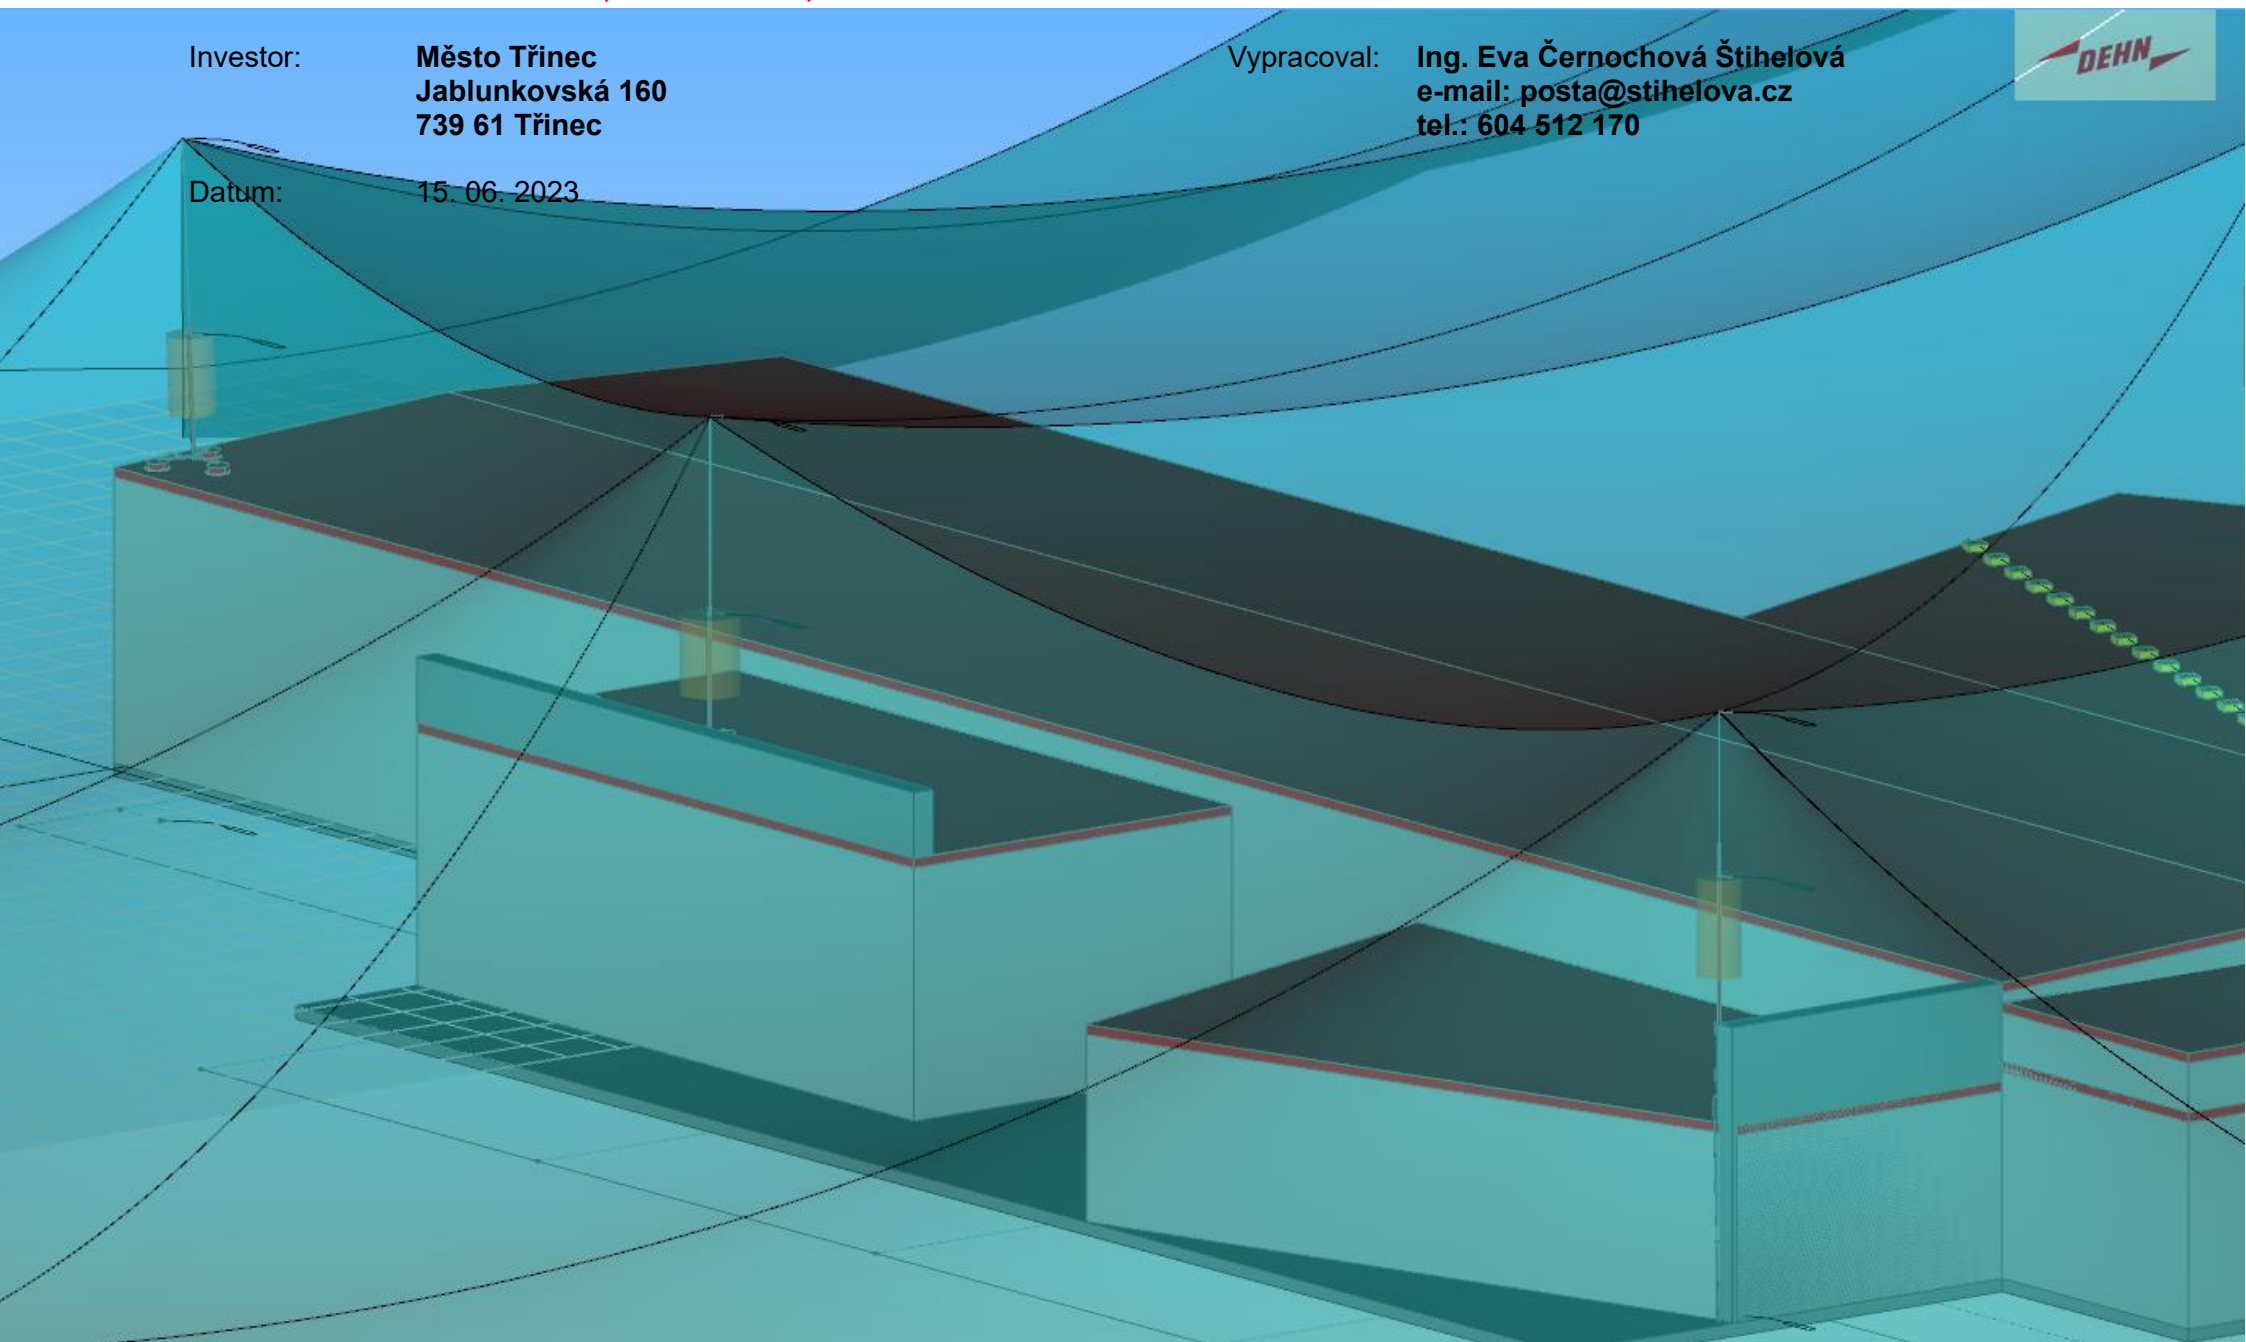 Investor:
Město Třinec
Jablunkovská 160
739 61 Třinec
Datum:
15. 06. 2023
Vypracoval:
Ing. Eva Černochová Štihelová
e-mail: posta@stihelova.cz
tel.: 604 512 170
DEHN